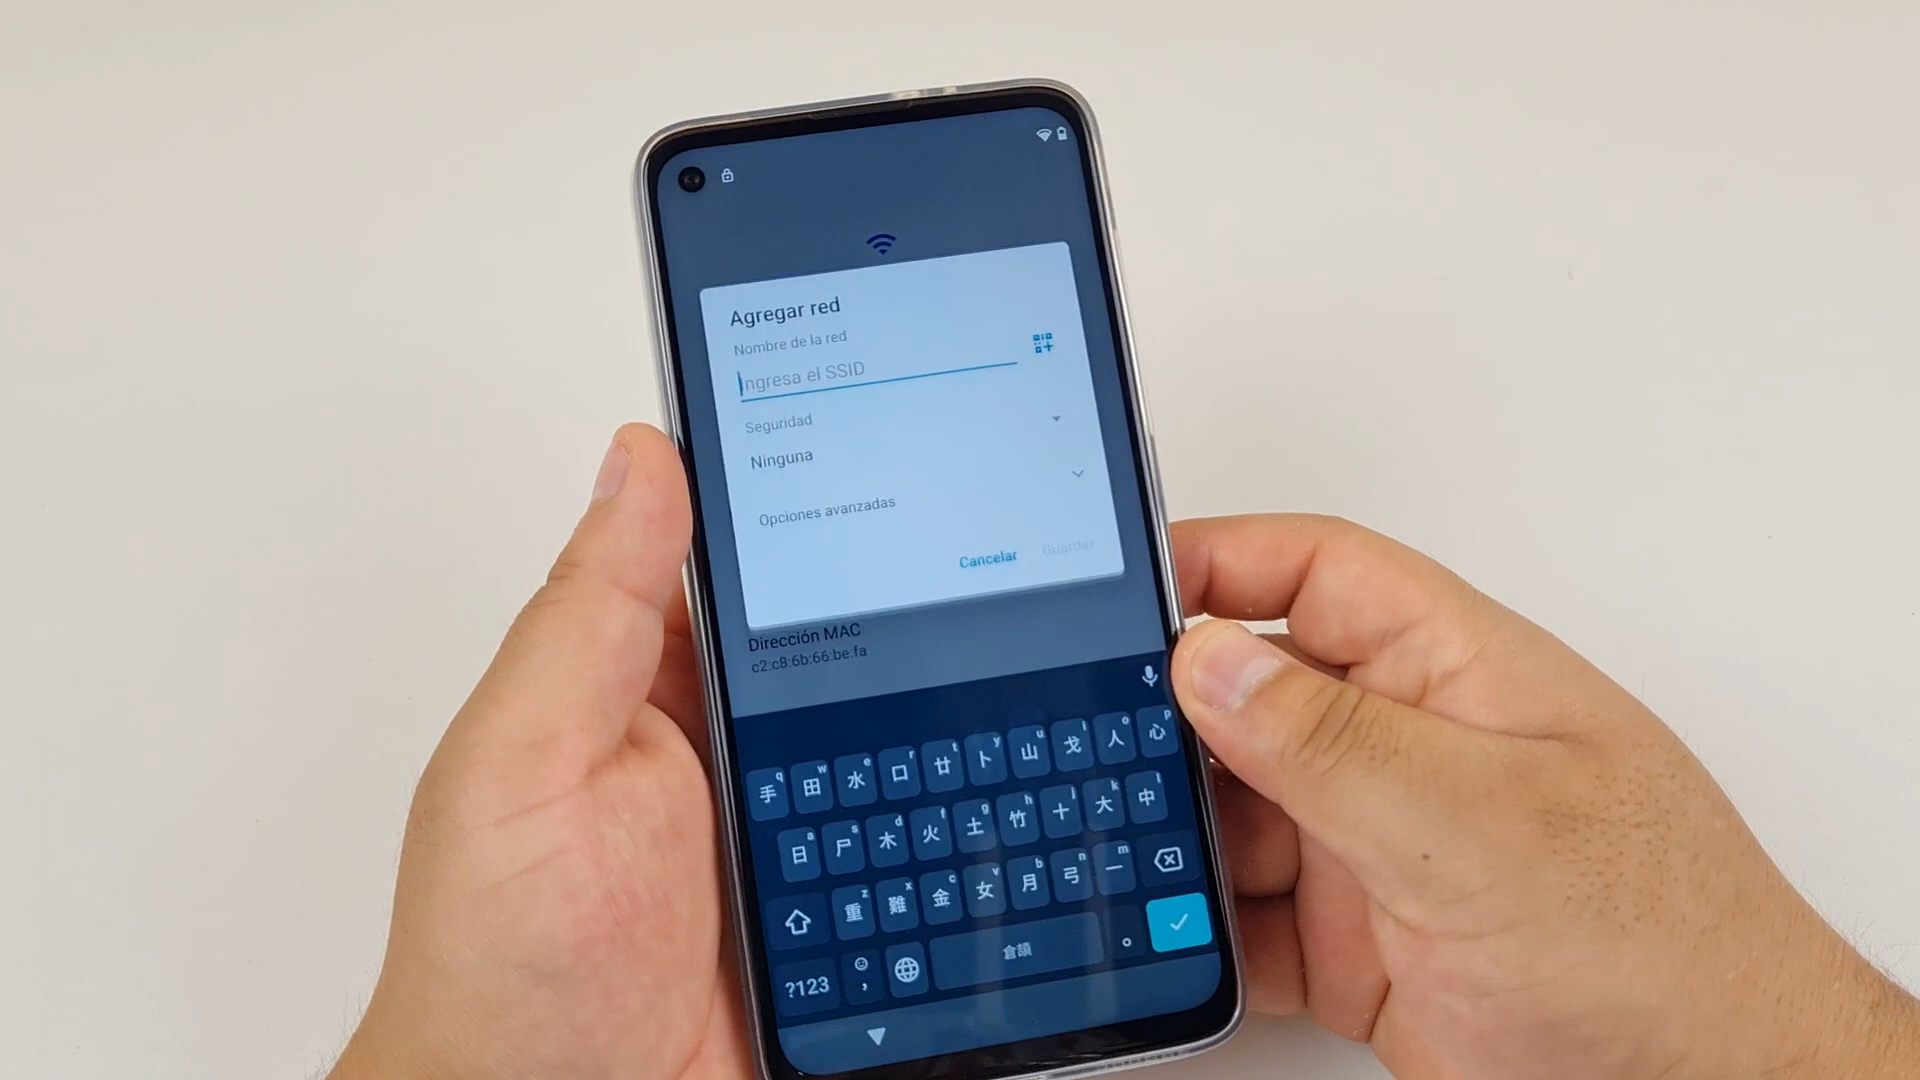 Agregar red
Nombre de la red
Ingresa el SSID
Seguridad
Ninguna
Opciones avanzadas
Cancelar Guardar
Dirección MAC
c2:c8:6b:66:be:fa
q w e r t y u i o p
手 田 水 口 廿 卜 山 戈 人 心
a s d f g h j k l
日 尸 木 火 土 竹 十 大 中
z x c v b n m
重 難 金 女 月 弓 一
?123 , 倉頡 。